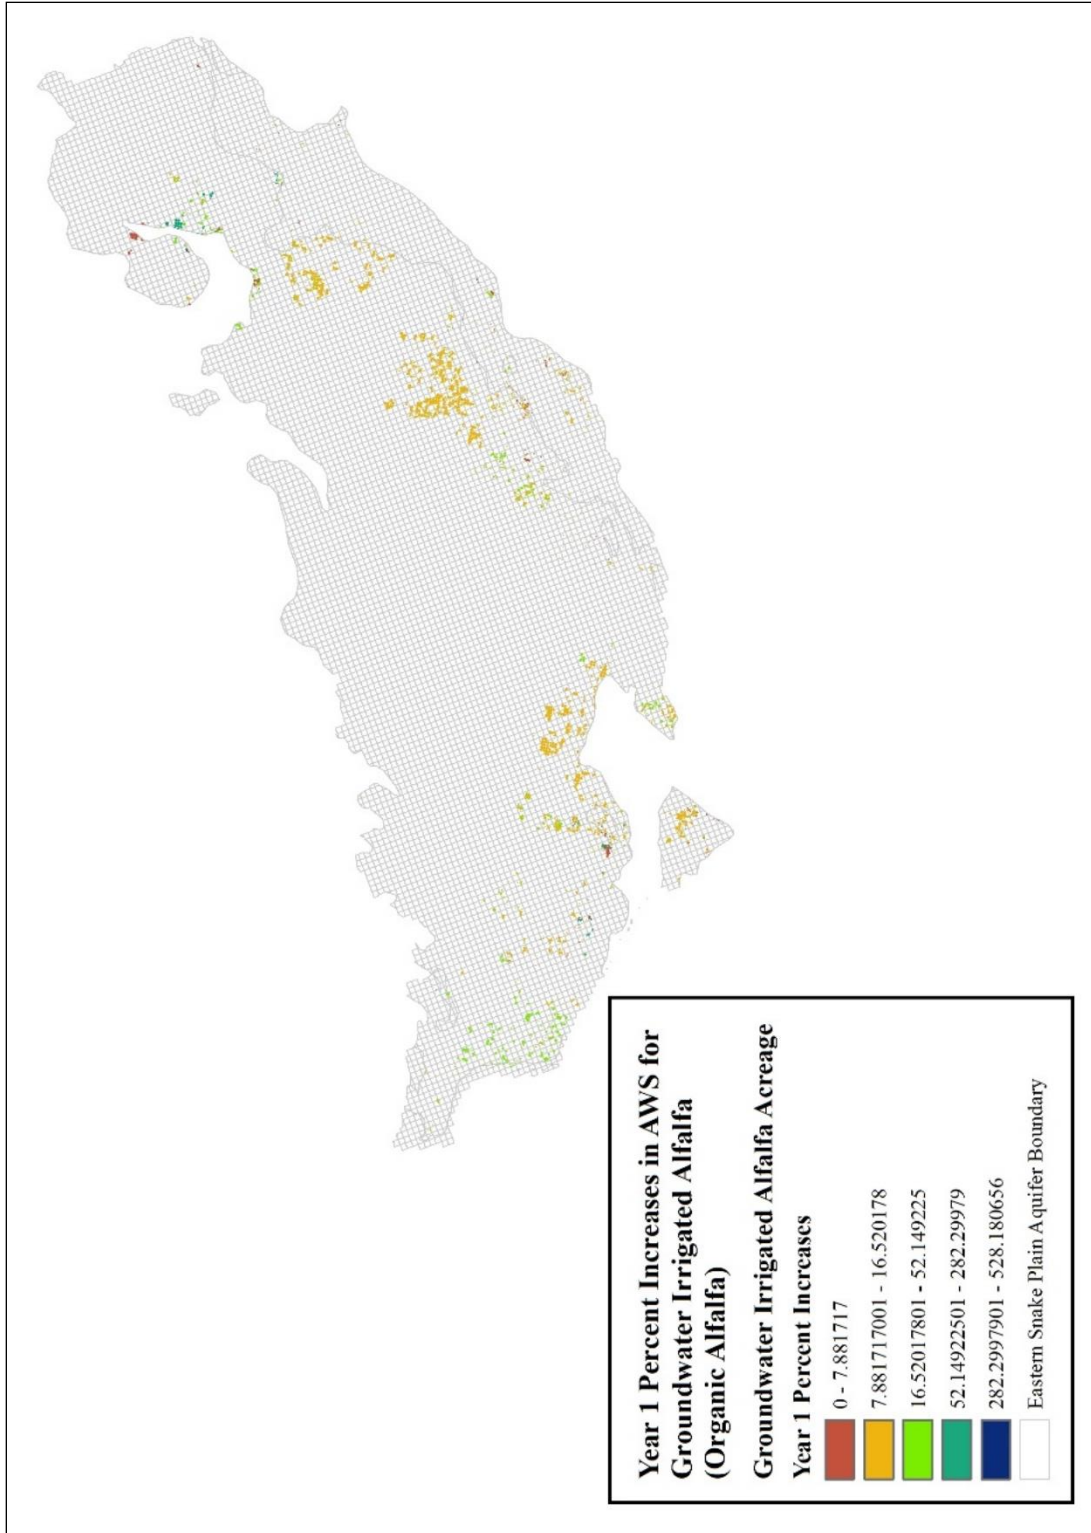 Year 1 Percent Increases in AWS for
Groundwater Irrigated Alfalfa
(Organic Alfalfa)
Groundwater Irrigated Alfalfa Acreage
Year 1 Percent Increases
0 - 7.881717
7.881717001 - 16.520178
16.52017801 - 52.149225
52.14922501 - 282.29979
282.2997901 - 528.180656
Eastern Snake Plain Aquifer Boundary